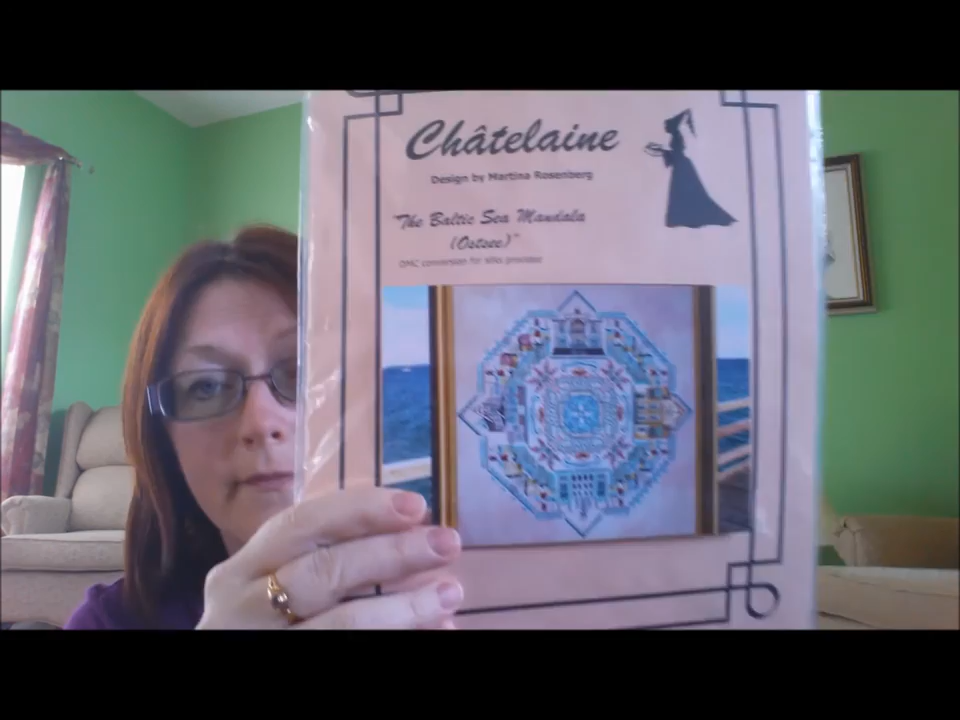 Châtelaine
Design by Martina Rosenberg
"The Baltic Sea Mandala
(Ostsee)"
DMC conversion for silks provided